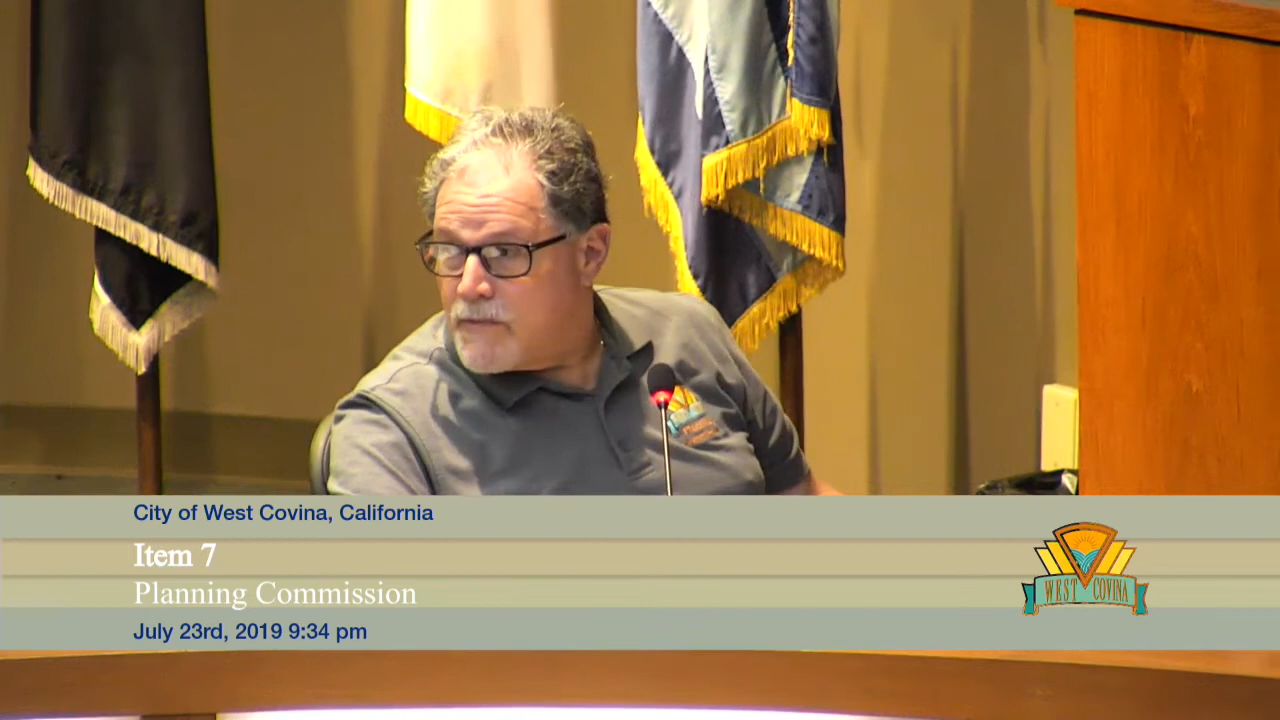 City of West Covina, California
Item 7
Planning Commission
July 23rd, 2019 9:34 pm
WEST COVINA